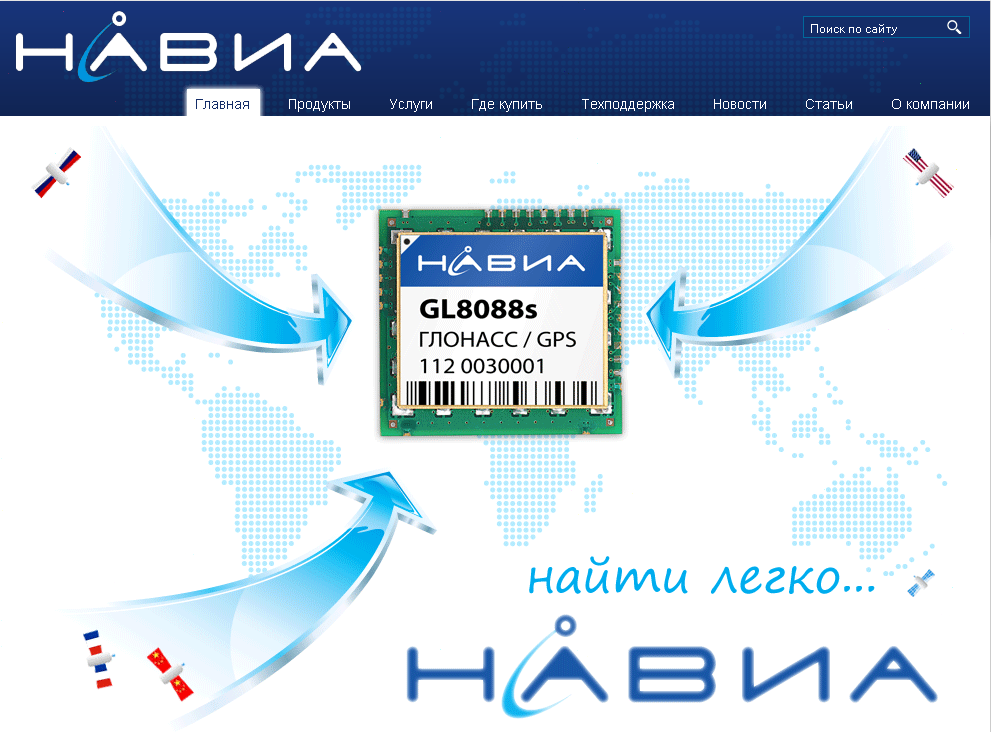 НАВИА
Поиск по сайту
Главная Продукты Услуги Где купить Техподдержка Новости Статьи О компании
НАВИА
GL8088s
ГЛОНАСС / GPS
112 0030001
найти легко...
НАВИА